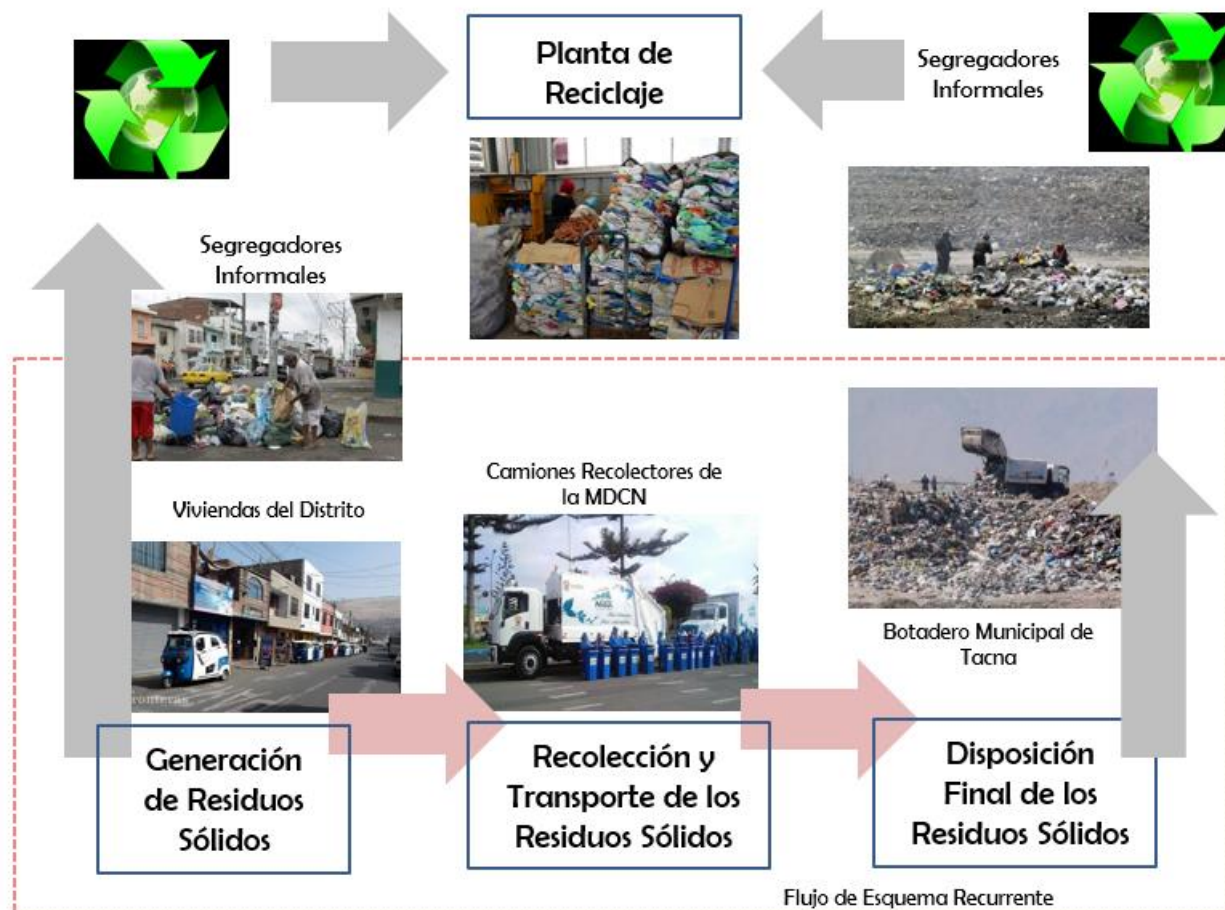 Planta de
Reciclaje
Segregadores
Informales
Segregadores
Informales
Viviendas del Distrito
Camiones Recolectores de
la MDCN
Botadero Municipal de
Tacna
Generación
de Residuos
Sólidos
Recolección y
Transporte de los
Residuos Sólidos
Disposición
Final de los
Residuos Sólidos
Flujo de Esquema Recurrente